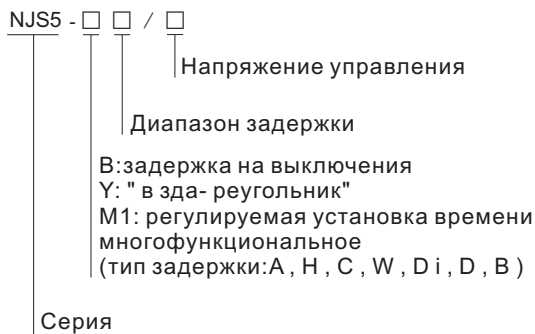 NJS5 - □ □ / □
Напряжение управления
Диапазон задержки
B:задержка на выключения
Y: " в зда- реугольник"
M1: регулируемая установка времени
многофункциональное
(тип задержки:A , H , C , W , D i , D , B )
Серия